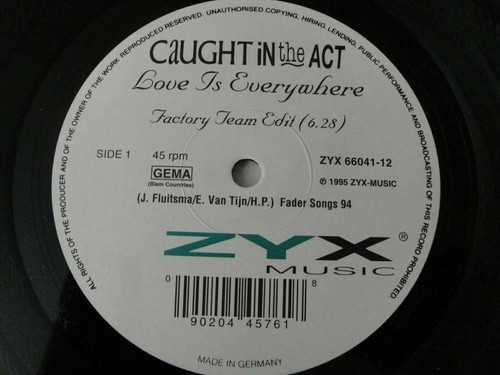 ALL RIGHTS OF THE PRODUCER AND OF THE OWNER OF THE WORK REPRODUCED RESERVED. UNAUTHORISED COPYING, HIRING, LENDING, PUBLIC PERFORMANCE AND BROADCASTING OF THIS RECORD PROHIBITED.
CAUGHT iN the ACT
Love Is Everywhere
Factory Team Edit (6.28)
SIDE 1 45 rpm ZYX 66041-12
GEMA ℗ 1995 ZYX-MUSIC
(Biem Countries)
(J. Fluitsma/E. Van Tijn/H.P.) Fader Songs 94
ZYX ®
MUSIC
0 90204 45761 8
MADE IN GERMANY